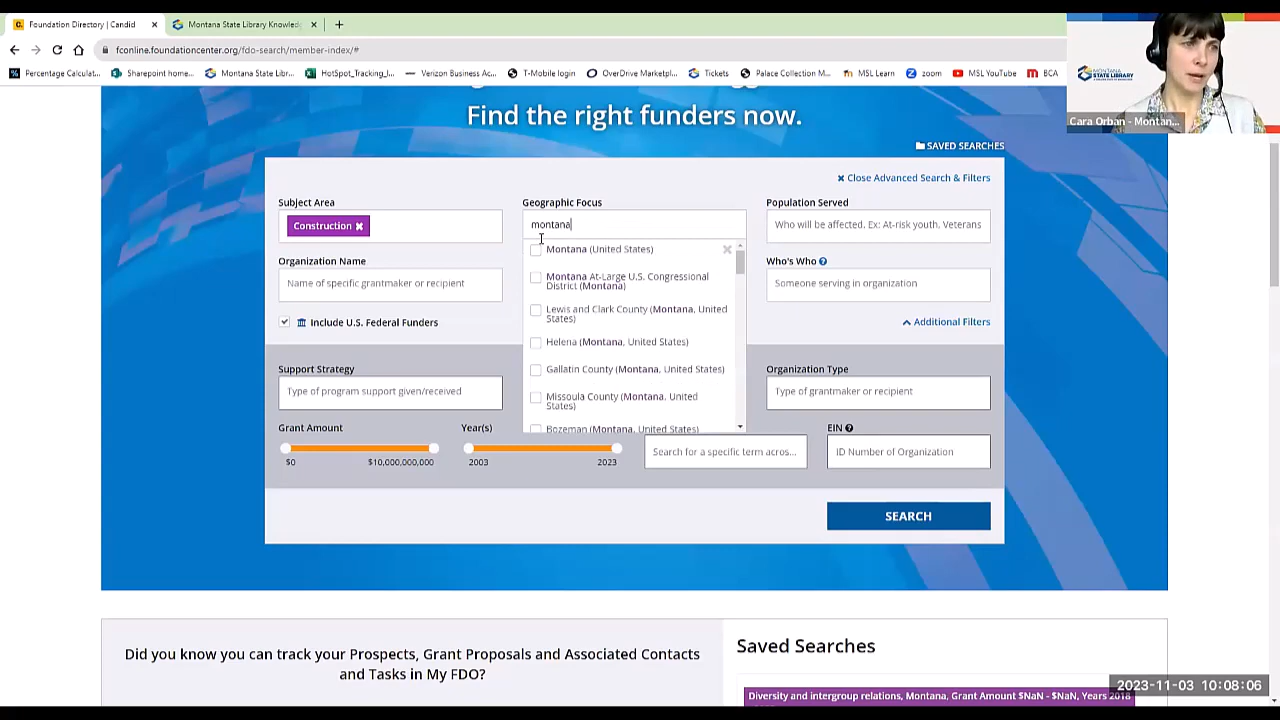 Foundation Directory | Candid
Montana State Library Knowled
fconline.foundationcenter.org/fdo-search/member-index/#
Percentage Calculat...
Sharepoint home...
Montana State Libr...
HotSpot_Tracking_I...
Verizon Business Ac...
T-Mobile login
OverDrive Marketpl...
Tickets
Palace Collection M...
MSL Learn
zoom
MSL YouTube
BCA
MONTANA
STATE LIBRARY
Cara Orban - Montan...
Find the right funders now.
SAVED SEARCHES
Close Advanced Search & Filters
Subject Area
Geographic Focus
Population Served
Construction
montana
Who will be affected. Ex: At-risk youth, Veterans
Montana (United States)
Organization Name
Who's Who
Name of specific grantmaker or recipient
Montana At-Large U.S. Congressional
District (Montana)
Someone serving in organization
Lewis and Clark County (Montana, United
States)
Include U.S. Federal Funders
Additional Filters
Helena (Montana, United States)
Support Strategy
Gallatin County (Montana, United States)
Organization Type
Type of program support given/received
Missoula County (Montana, United
States)
Type of grantmaker or recipient
Grant Amount
Year(s)
Bozeman (Montana, United States)
EIN
$0
$10,000,000,000
2003
2023
Search for a specific term acros...
ID Number of Organization
SEARCH
Did you know you can track your Prospects, Grant Proposals and Associated Contacts
and Tasks in My FDO?
Saved Searches
Diversity and intergroup relations, Montana, Grant Amount $NaN - $NaN, Years 2018
2023-11-03 10:08:06